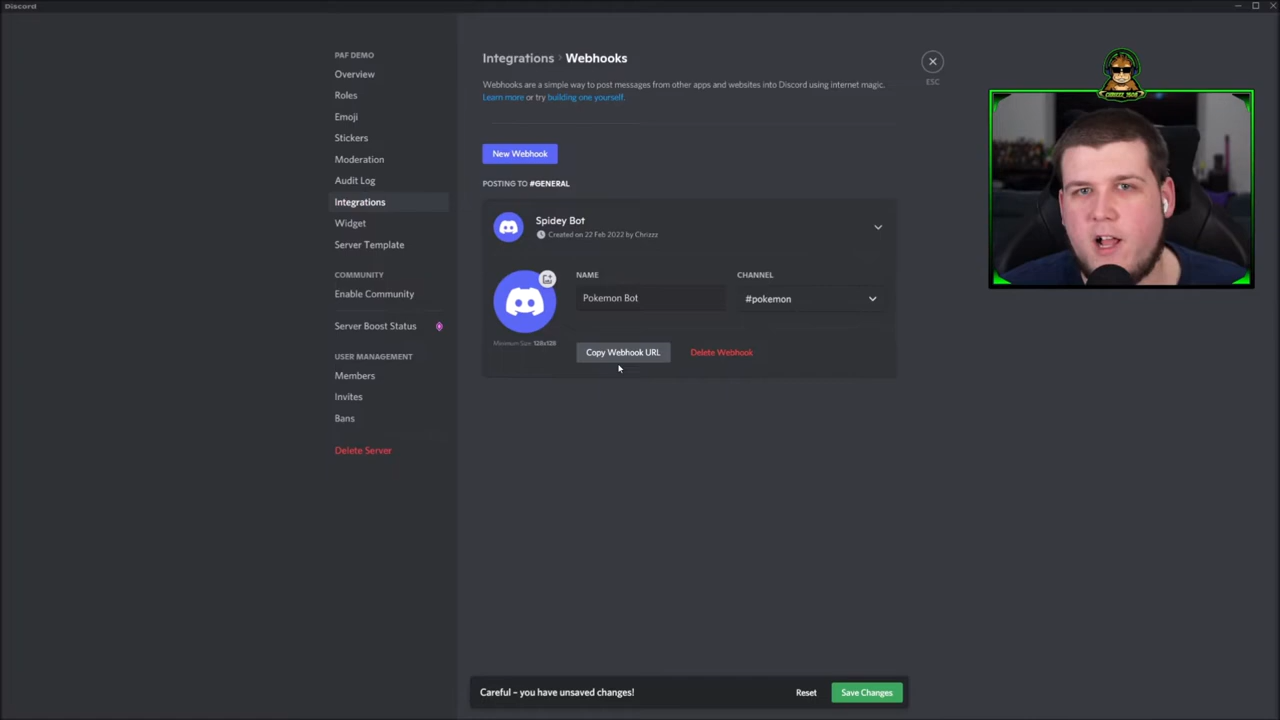 Discord
PAF DEMO
Overview
Roles
Emoji
Stickers
Moderation
Audit Log
Integrations
Widget
Server Template
COMMUNITY
Enable Community
Server Boost Status
USER MANAGEMENT
Members
Invites
Bans
Delete Server
Integrations › Webhooks
Webhooks are a simple way to post messages from other apps and websites into Discord using internet magic.
Learn more or try building one yourself.
ESC
New Webhook
POSTING TO #GENERAL
Spidey Bot
Created on 22 Feb 2022 by Chrizzz
NAME
CHANNEL
Pokemon Bot
#pokemon
Minimum Size: 128x128
Copy Webhook URL
Delete Webhook
Careful – you have unsaved changes!
Reset
Save Changes